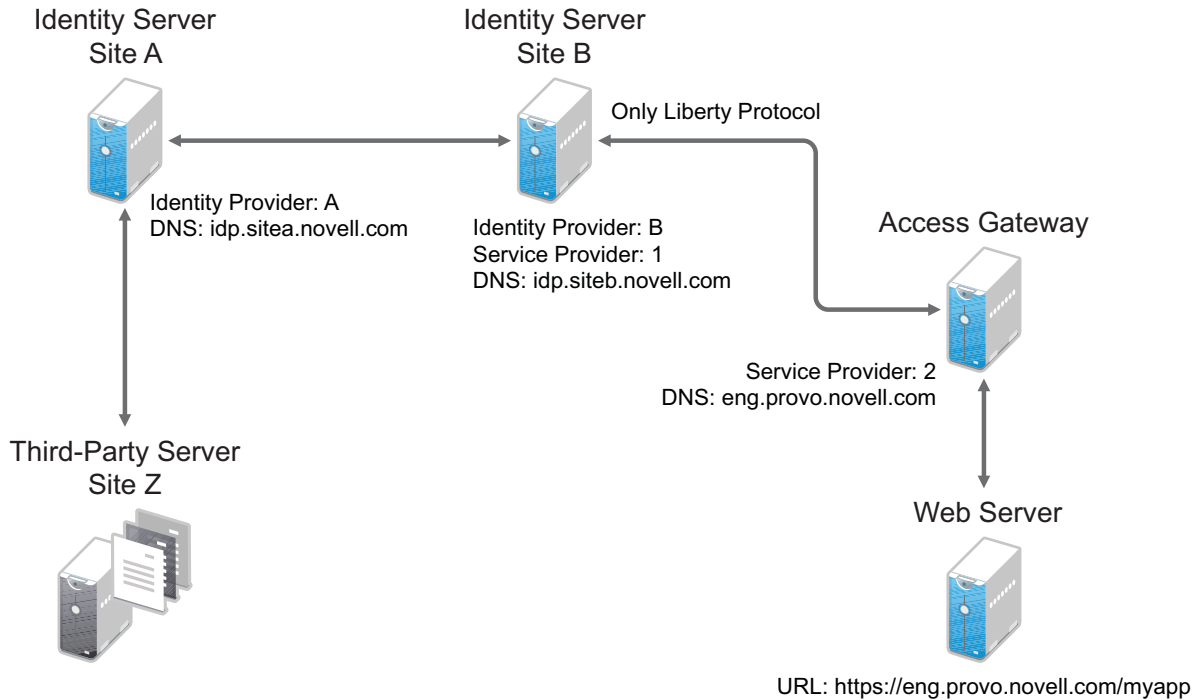 Identity Server
Site A
Identity Server
Site B
Only Liberty Protocol
Identity Provider: A
DNS: idp.sitea.novell.com
Identity Provider: B
Service Provider: 1
DNS: idp.siteb.novell.com
Access Gateway
Service Provider: 2
DNS: eng.provo.novell.com
Third-Party Server
Site Z
Web Server
URL: https://eng.provo.novell.com/myapp